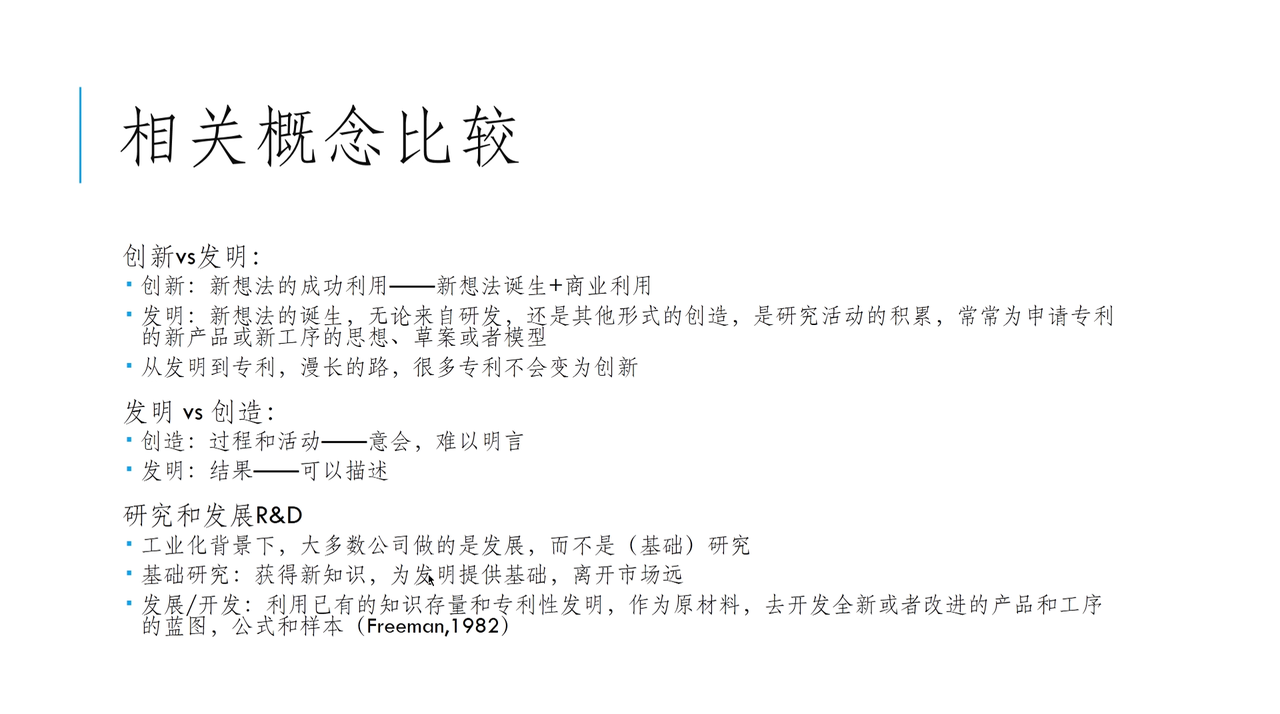 相关概念比较
创新vs发明：
创新：新想法的成功利用——新想法诞生+商业利用
发明：新想法的诞生，无论来自研发，还是其他形式的创造，是研究活动的积累，常常为申请专利
的新产品或新工序的思想、草案或者模型
从发明到专利，漫长的路，很多专利不会变为创新
发明 vs 创造：
创造：过程和活动——意会，难以明言
发明：结果——可以描述
研究和发展R&D
工业化背景下，大多数公司做的是发展，而不是（基础）研究
基础研究：获得新知识，为发明提供基础，离开市场远
发展/开发：利用已有的知识存量和专利性发明，作为原材料，去开发全新或者改进的产品和工序
的蓝图，公式和样本（Freeman,1982）